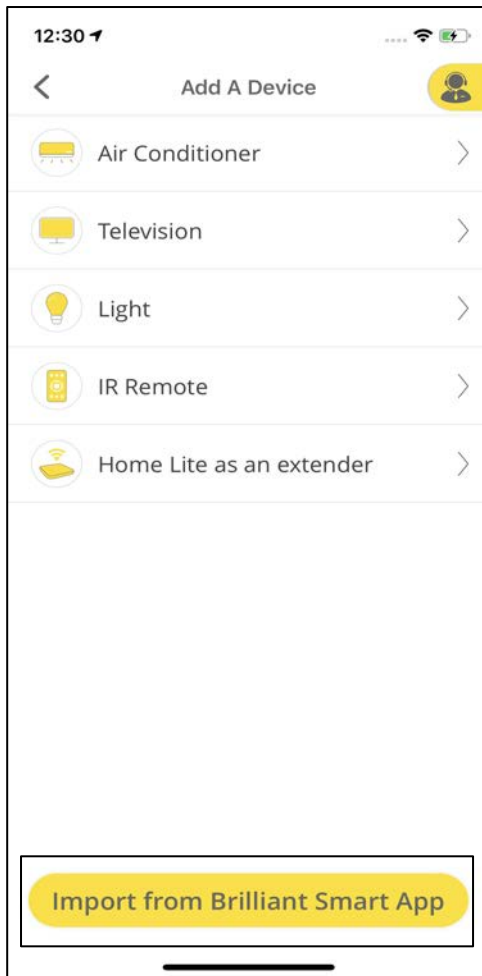 12:30
Add A Device
Air Conditioner
Television
Light
IR Remote
Home Lite as an extender
Import from Brilliant Smart App